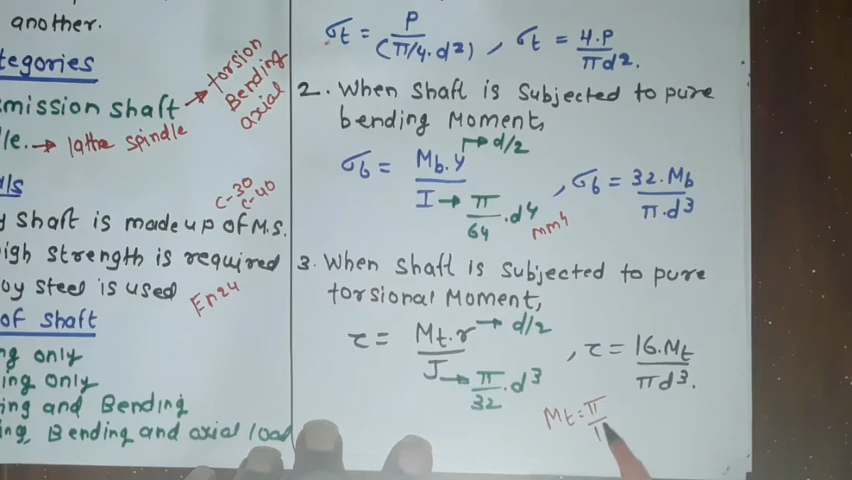 another.
tegories
mission shaft → torsion
Bending
axial
le. → lathe spindle
ls
C-30
C-40
y shaft is made up of M.S.
igh strength is required
oy steel is used
En24
of shaft
ng only
ing only
ing and Bending
ing, Bending and axial load
σt = P / (π/4.d²) , σt = 4.P / πd².
2. When shaft is subjected to pure
bending Moment,
σb = Mb.y / I , σb = 32.Mb / π.d³
→ d/2
→ π/64 .d⁴
mm4
3. When shaft is subjected to pure
torsional Moment,
τ = Mt.r / J , τ = 16.Mt / πd³.
→ d/2
→ π/32 .d³
Mt = π / 1